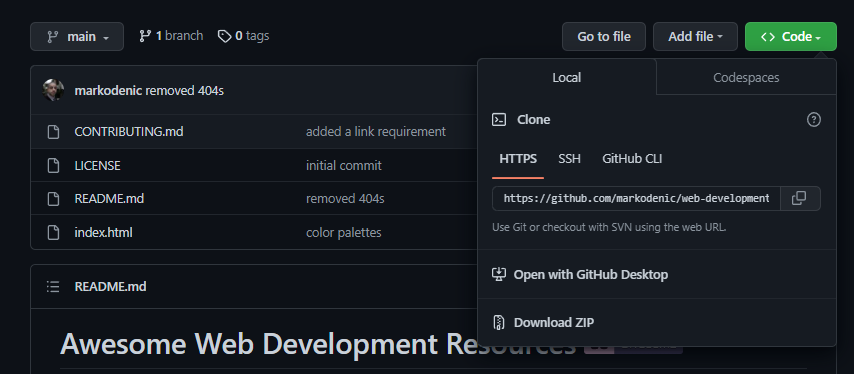 main
1 branch
0 tags
Go to file
Add file
Code
markodenic removed 404s
CONTRIBUTING.md added a link requirement
LICENSE initial commit
README.md removed 404s
index.html color palettes
Local
Codespaces
Clone
HTTPS SSH GitHub CLI
https://github.com/markodenic/web-development
Use Git or checkout with SVN using the web URL.
Open with GitHub Desktop
Download ZIP
README.md
Awesome Web Development Resources